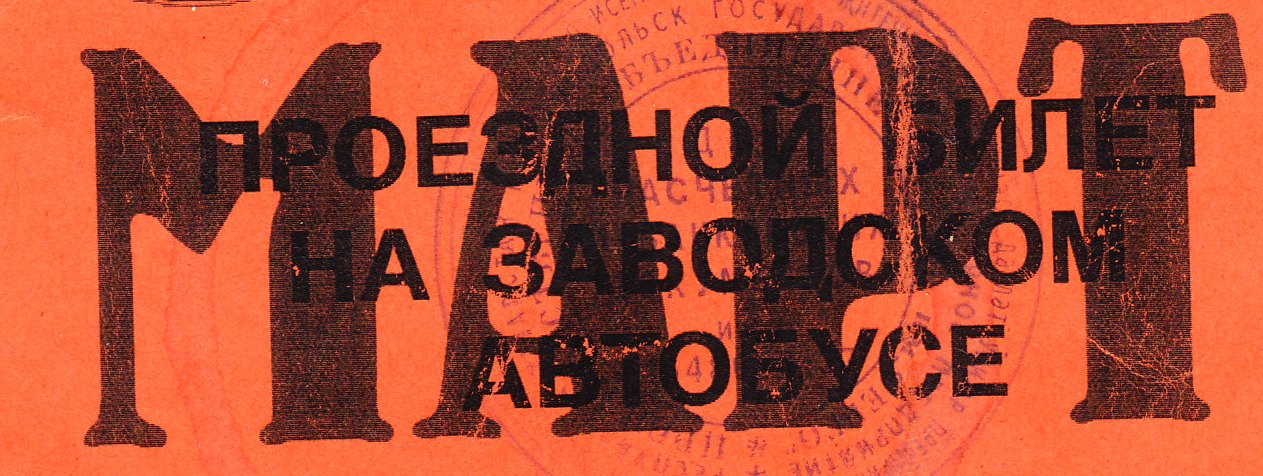 МАРТ
ПРОЕЗДНОЙ БИЛЕТ
НА ЗАВОДСКОМ
АВТОБУСЕ